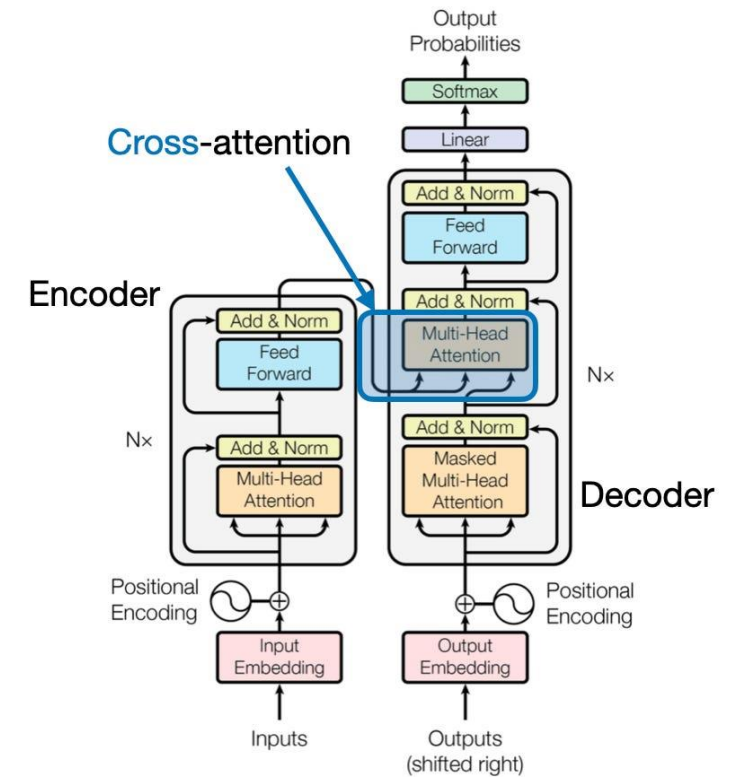 Output
Probabilities
Softmax
Linear
Cross-attention
Add & Norm
Feed
Forward
Encoder
Add & Norm
Add & Norm
Multi-Head
Attention
Feed
Forward
Nx
Add & Norm
Add & Norm
Nx
Masked
Multi-Head
Attention
Multi-Head
Attention
Decoder
Positional
Encoding
Positional
Encoding
Input
Embedding
Output
Embedding
Inputs
Outputs
(shifted right)